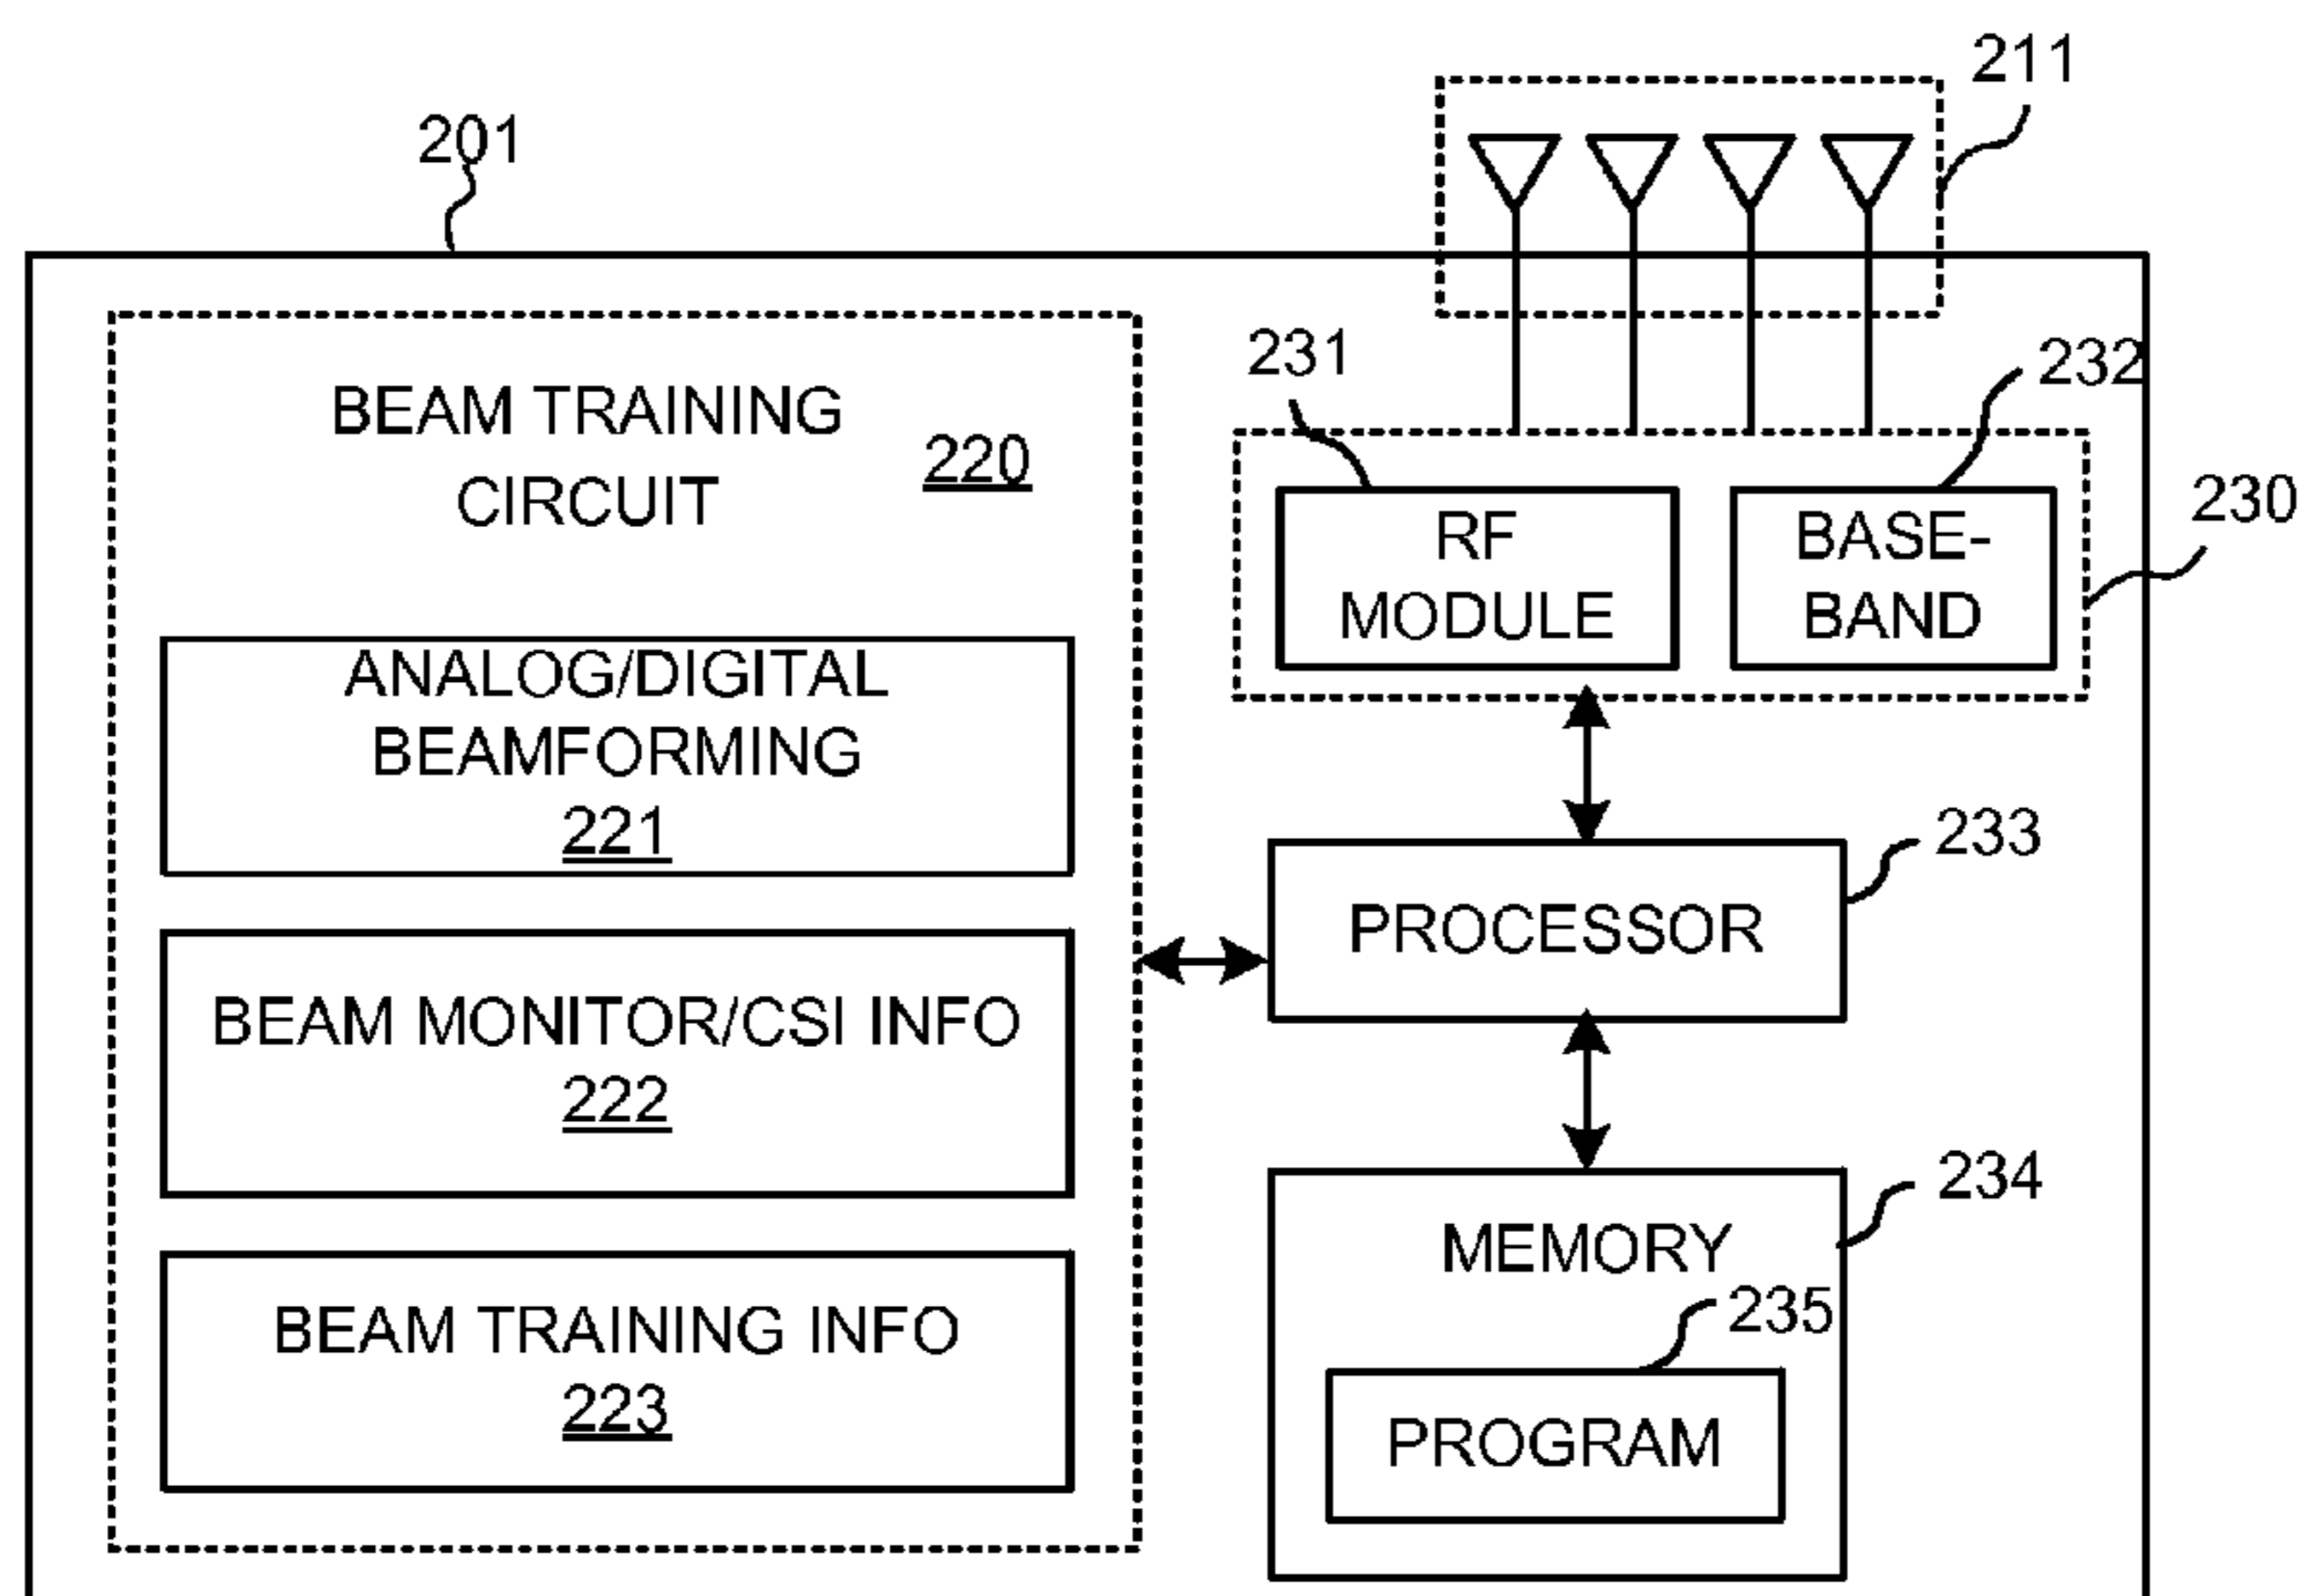 211
201
231
232
BEAM TRAINING
CIRCUIT
220
230
RF
MODULE
BASE-
BAND
ANALOG/DIGITAL
BEAMFORMING
221
233
PROCESSOR
BEAM MONITOR/CSI INFO
222
234
MEMORY
235
PROGRAM
BEAM TRAINING INFO
223